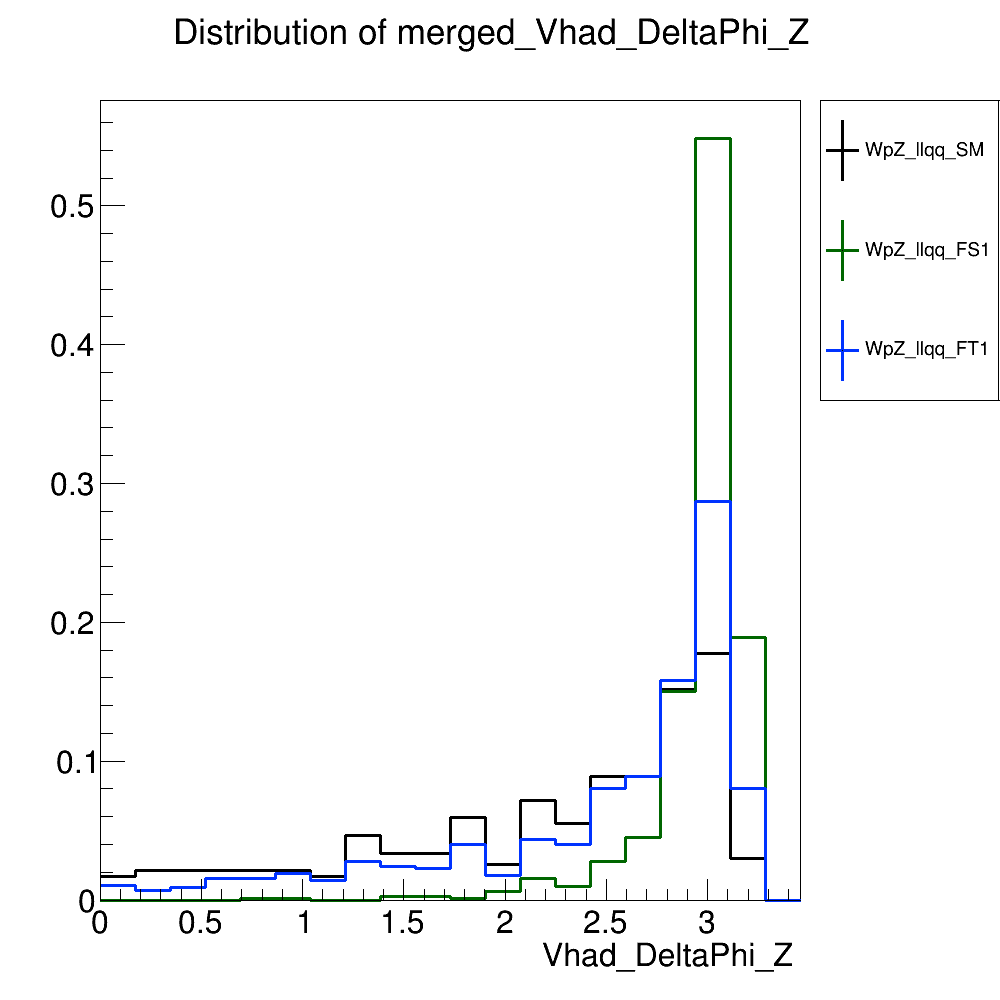 Distribution of merged_Vhad_DeltaPhi_Z
WpZ_llqq_SM
WpZ_llqq_FS1
WpZ_llqq_FT1
0.5
0.4
0.3
0.2
0.1
0
0 0.5 1 1.5 2 2.5 3
Vhad_DeltaPhi_Z